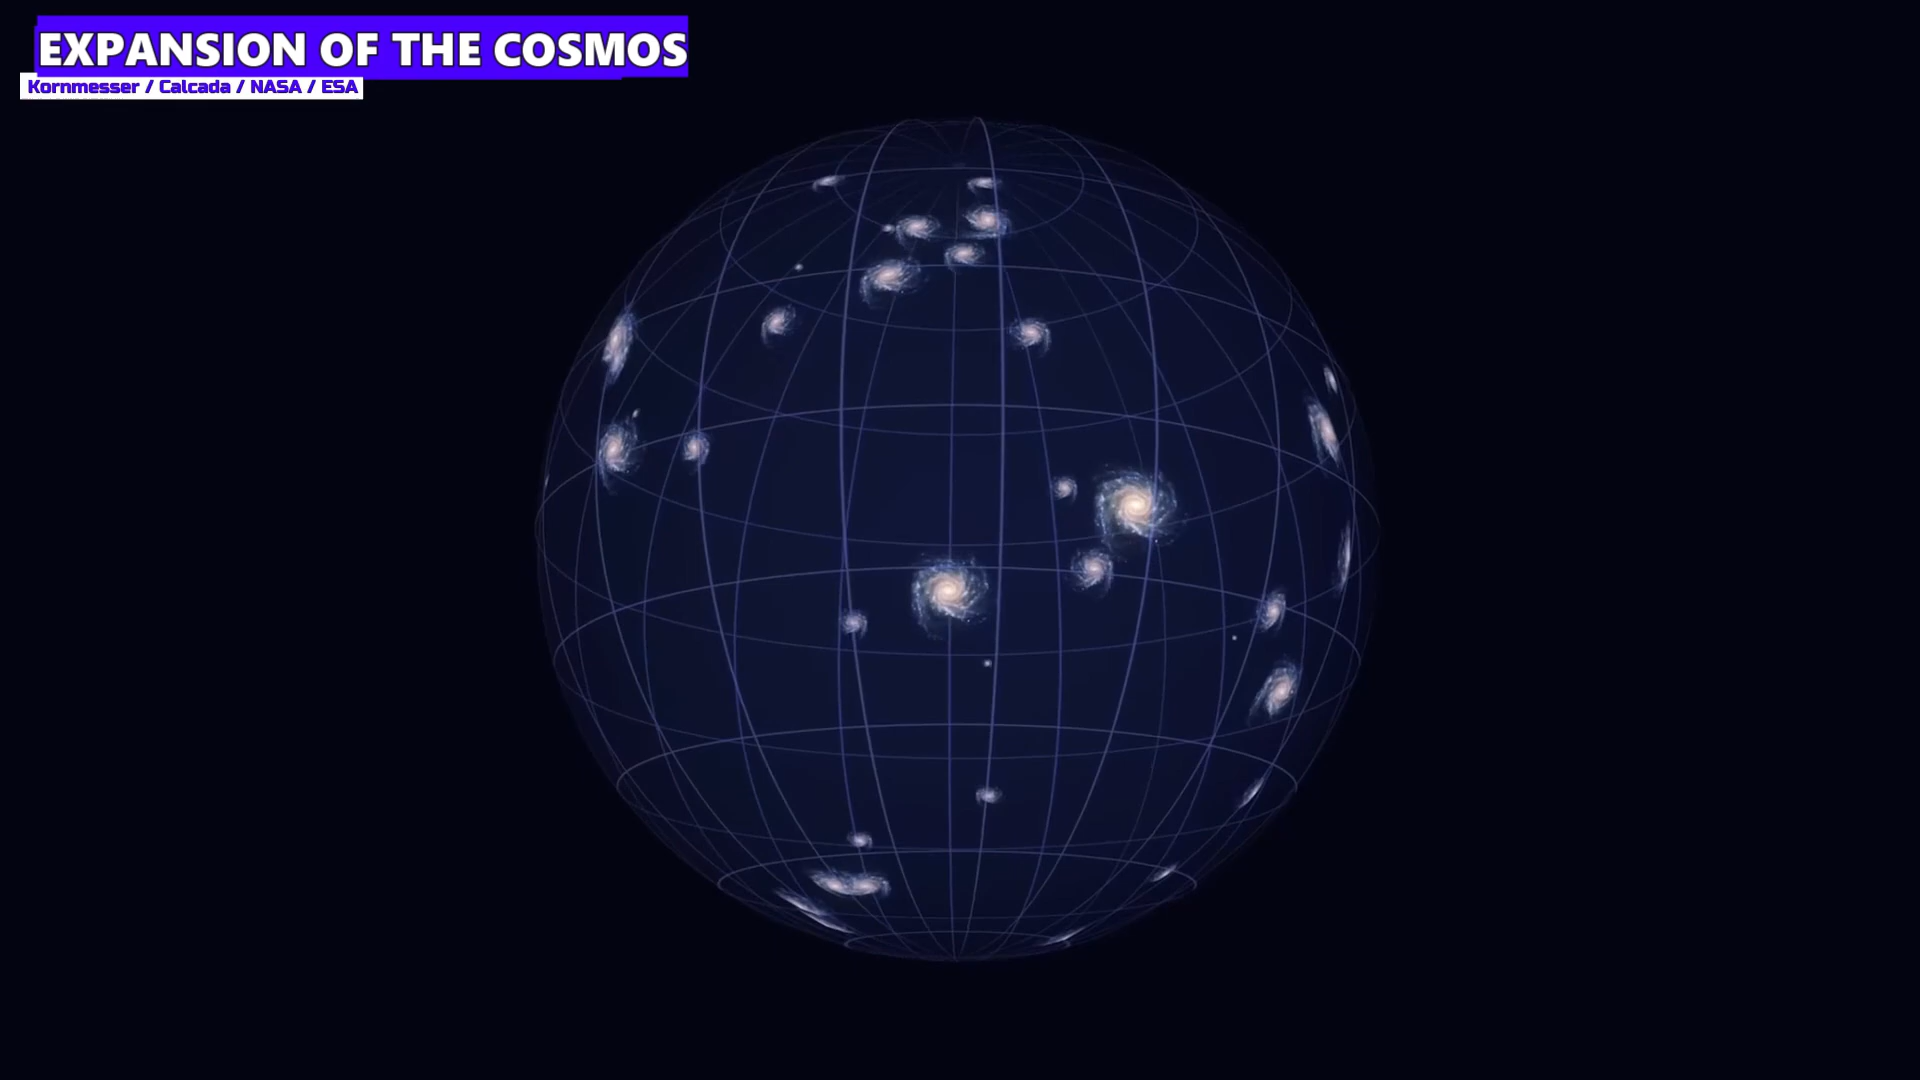 EXPANSION OF THE COSMOS
Kornmesser / Calcada / NASA / ESA